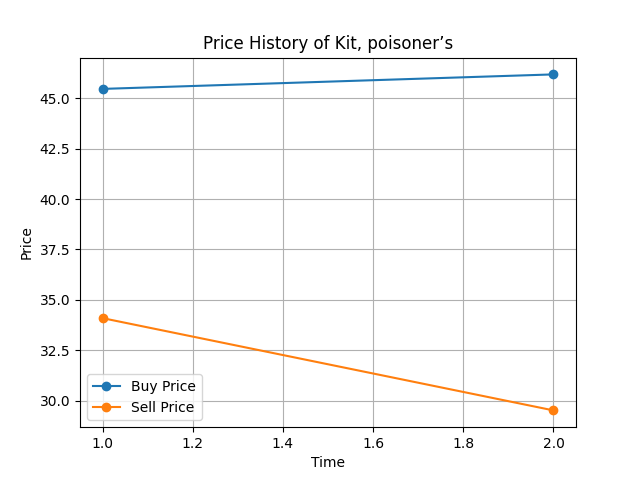 Price History of Kit, poisoner’s
Price
45.0
42.5
40.0
37.5
35.0
32.5
30.0
Buy Price
Sell Price
1.0 1.2 1.4 1.6 1.8 2.0
Time